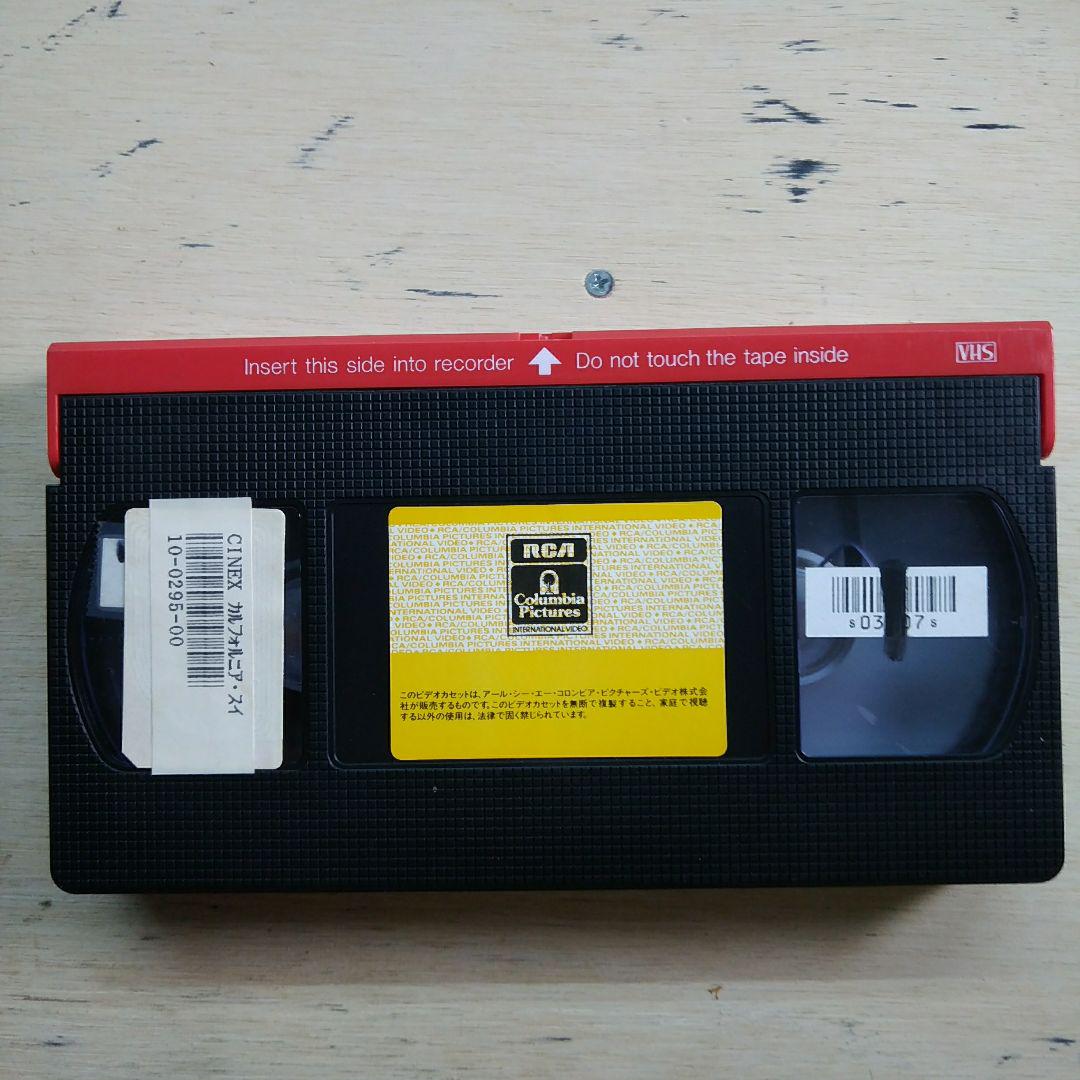 Insert this side into recorder Do not touch the tape inside
VHS
CINEX カルフォルニア・スイ
10-0295-00
RCA
Columbia
Pictures
INTERNATIONAL VIDEO
RCA/COLUMBIA PICTURES INTERNATIONAL VIDEO
このビデオカセットは、アール・シー・エー・コロンビア・ピクチャーズ・ビデオ株式会
社が販売するものです。このビデオカセットを無断で複製すること、家庭で視聴
する以外の使用は、法律で固く禁じられています。